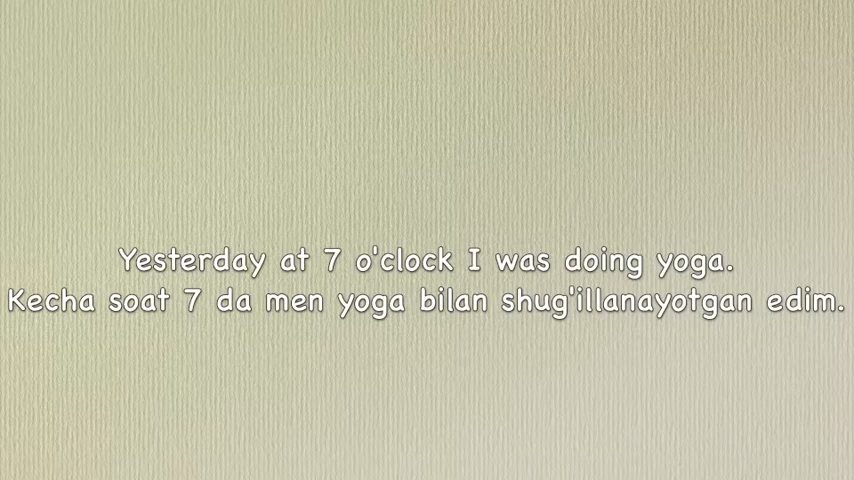 Yesterday at 7 o'clock I was doing yoga.
Kecha soat 7 da men yoga bilan shug'illanayotgan edim.